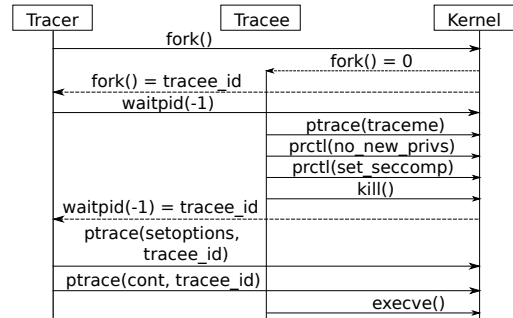 Tracer
Tracee
Kernel
fork()
fork() = 0
fork() = tracee_id
waitpid(-1)
ptrace(traceme)
prctl(no_new_privs)
prctl(set_seccomp)
kill()
waitpid(-1) = tracee_id
ptrace(setoptions,
tracee_id)
ptrace(cont, tracee_id)
execve()